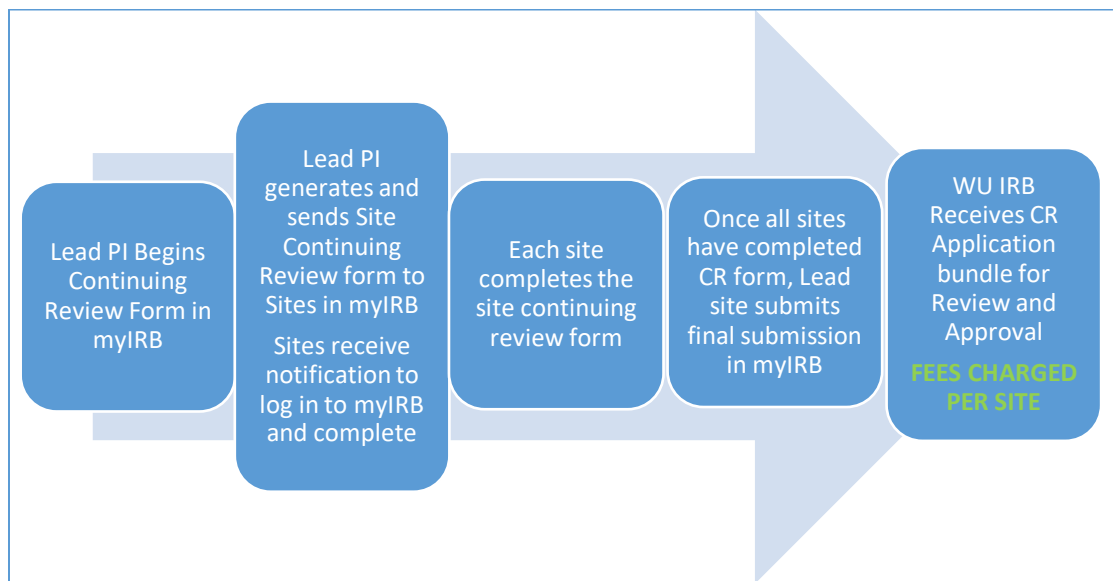 Lead PI Begins
Continuing
Review Form in
myIRB
Lead PI
generates and
sends Site
Continuing
Review form to
Sites in myIRB
Sites receive
notification to
log in to myIRB
and complete
Each site
completes the
site continuing
review form
Once all sites
have completed
CR form, Lead
site submits
final submission
in myIRB
WU IRB
Receives CR
Application
bundle for
Review and
Approval
FEES CHARGED
PER SITE